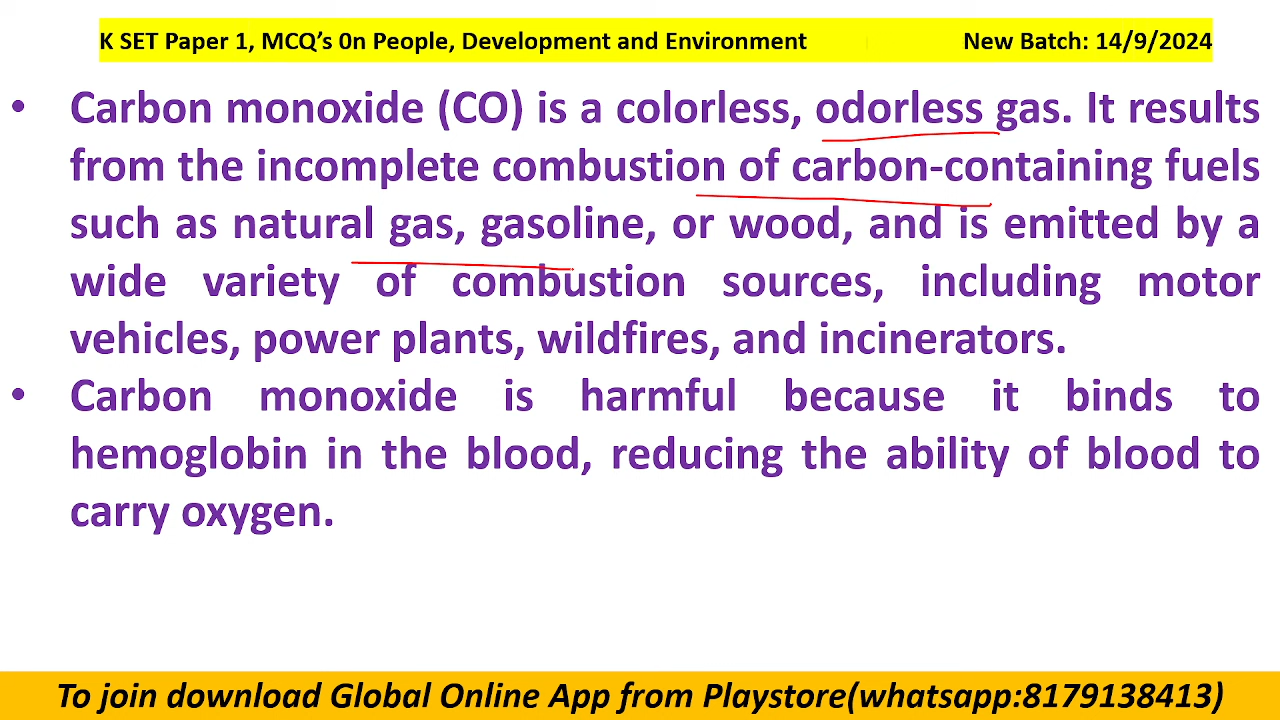 K SET Paper 1, MCQ’s 0n People, Development and Environment New Batch: 14/9/2024
• Carbon monoxide (CO) is a colorless, odorless gas. It results
from the incomplete combustion of carbon-containing fuels
such as natural gas, gasoline, or wood, and is emitted by a
wide variety of combustion sources, including motor
vehicles, power plants, wildfires, and incinerators.
• Carbon monoxide is harmful because it binds to
hemoglobin in the blood, reducing the ability of blood to
carry oxygen.
To join download Global Online App from Playstore(whatsapp:8179138413)